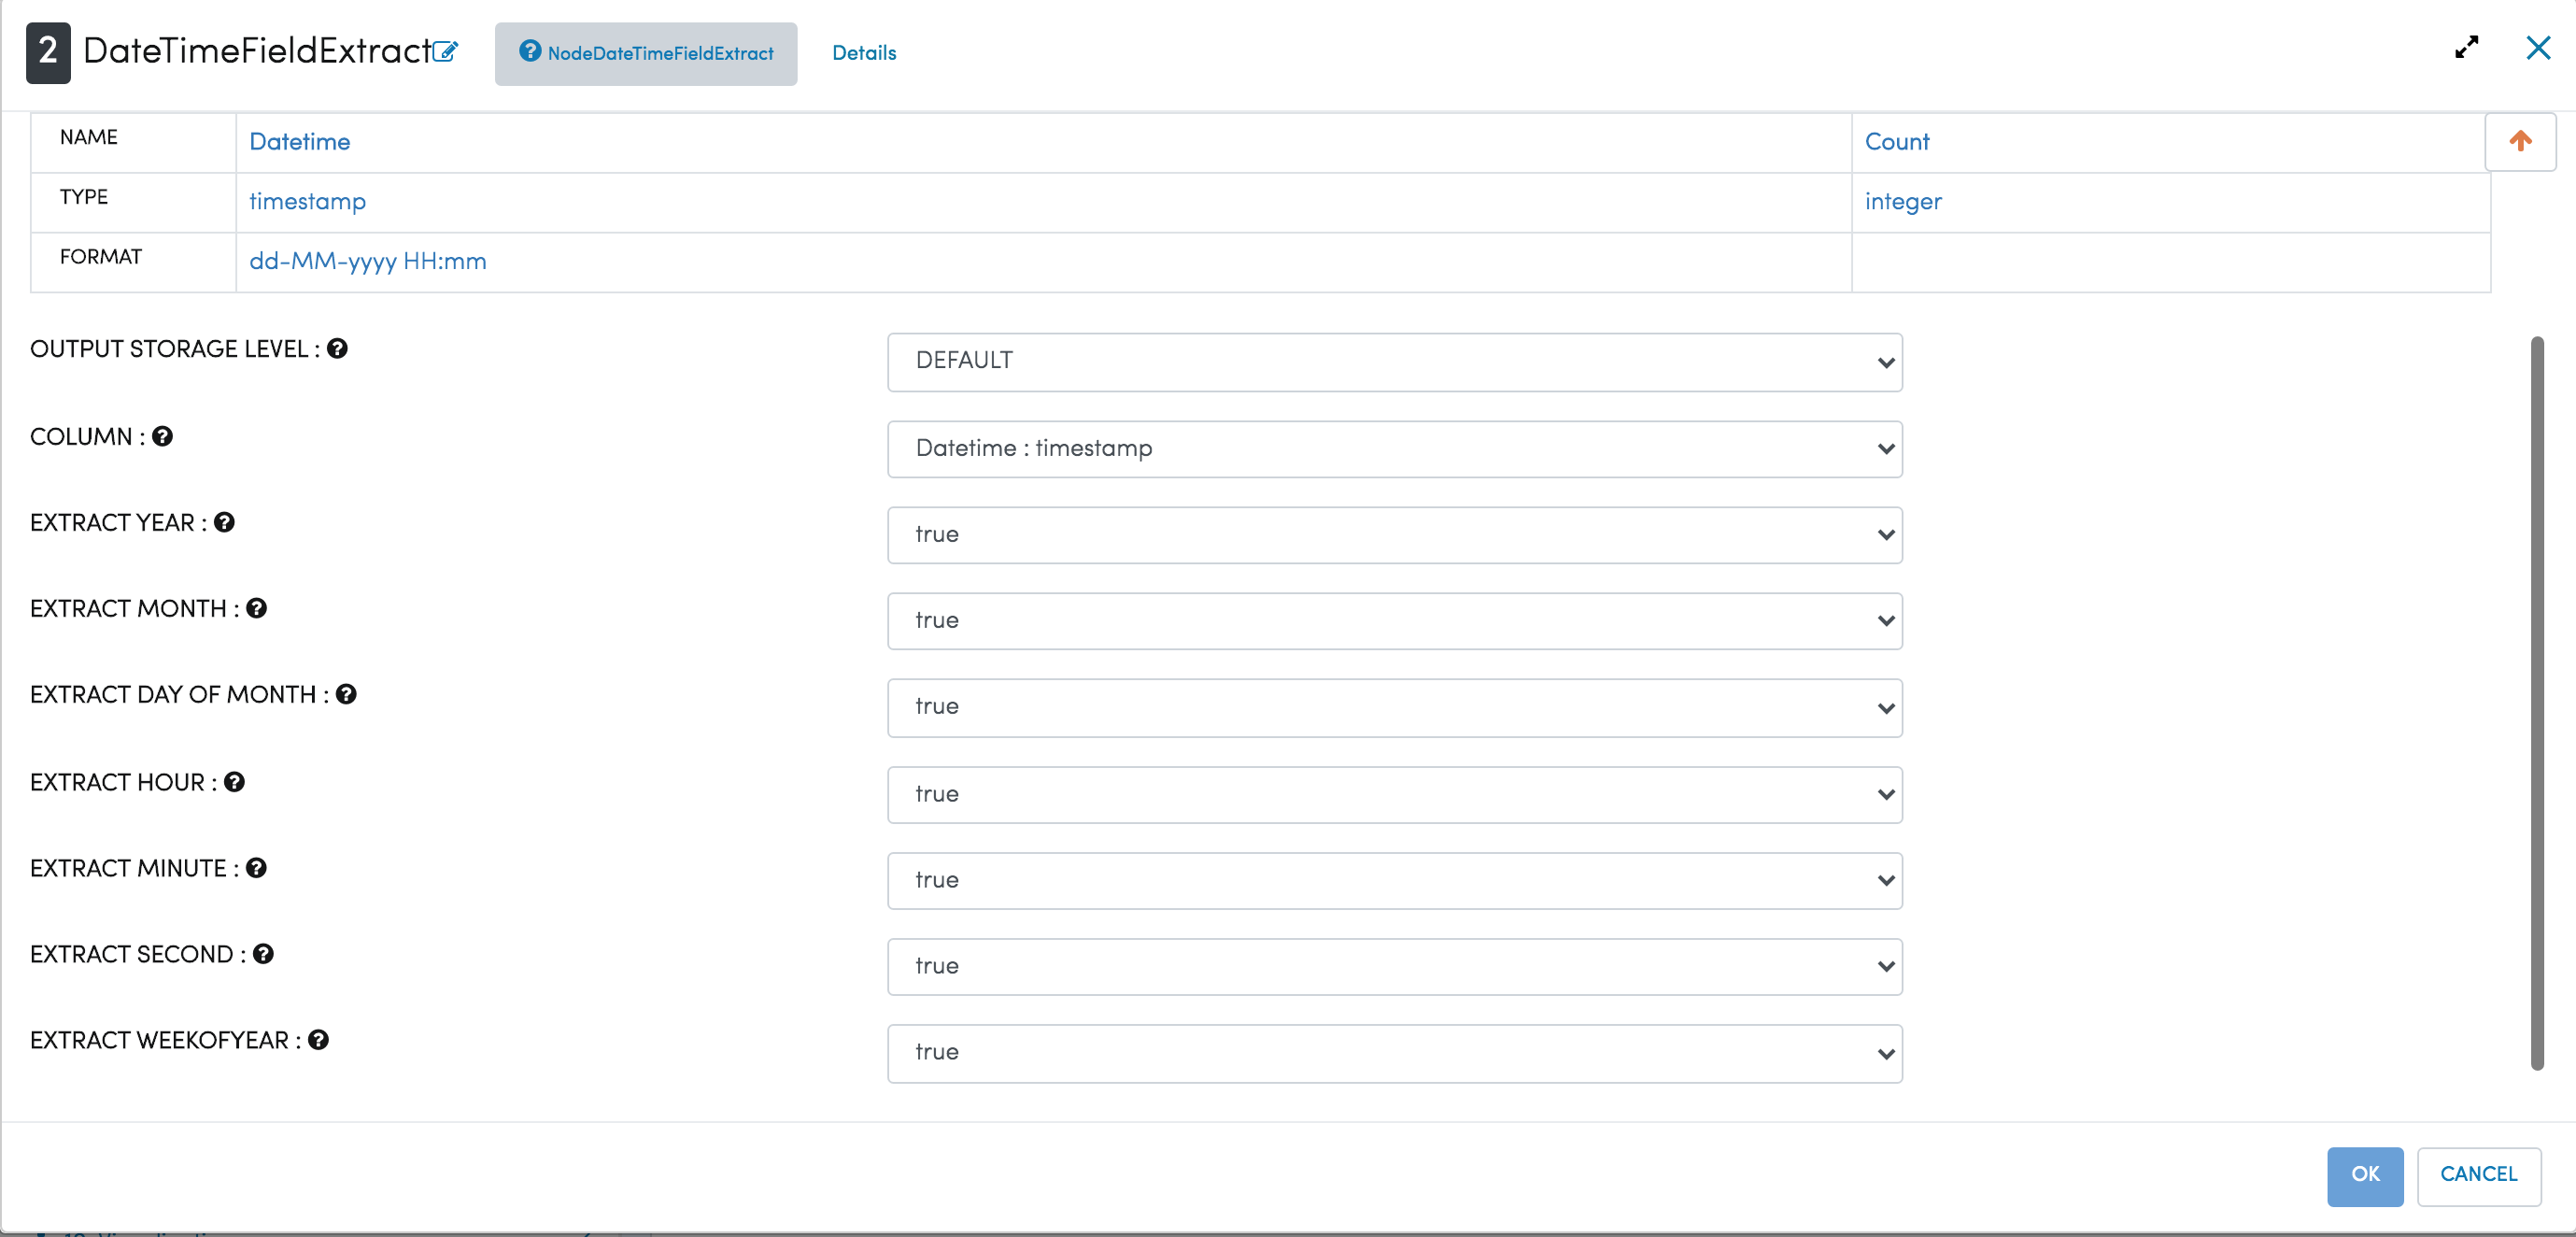 2 DateTimeFieldExtract NodeDateTimeFieldExtract Details
NAME Datetime Count
TYPE timestamp integer
FORMAT dd-MM-yyyy HH:mm
OUTPUT STORAGE LEVEL : DEFAULT
COLUMN : Datetime : timestamp
EXTRACT YEAR : true
EXTRACT MONTH : true
EXTRACT DAY OF MONTH : true
EXTRACT HOUR : true
EXTRACT MINUTE : true
EXTRACT SECOND : true
EXTRACT WEEKOFYEAR : true
OK CANCEL